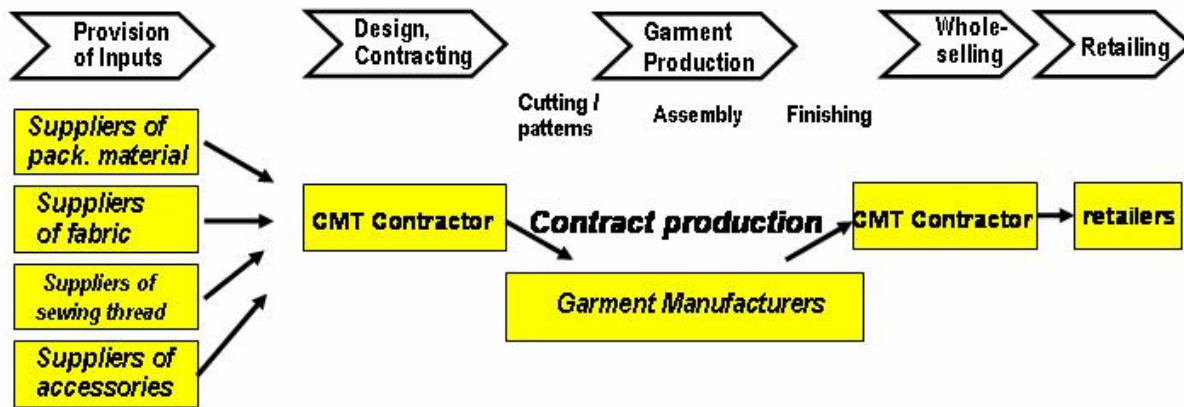 Provision
of Inputs
Design,
Contracting
Garment
Production
Whole-
selling
Retailing
Cutting /
patterns
Assembly
Finishing
Suppliers of
pack. material
Suppliers
of fabric
Suppliers of
sewing thread
Suppliers of
accessories
CMT Contractor
Contract production
Garment Manufacturers
CMT Contractor
retailers